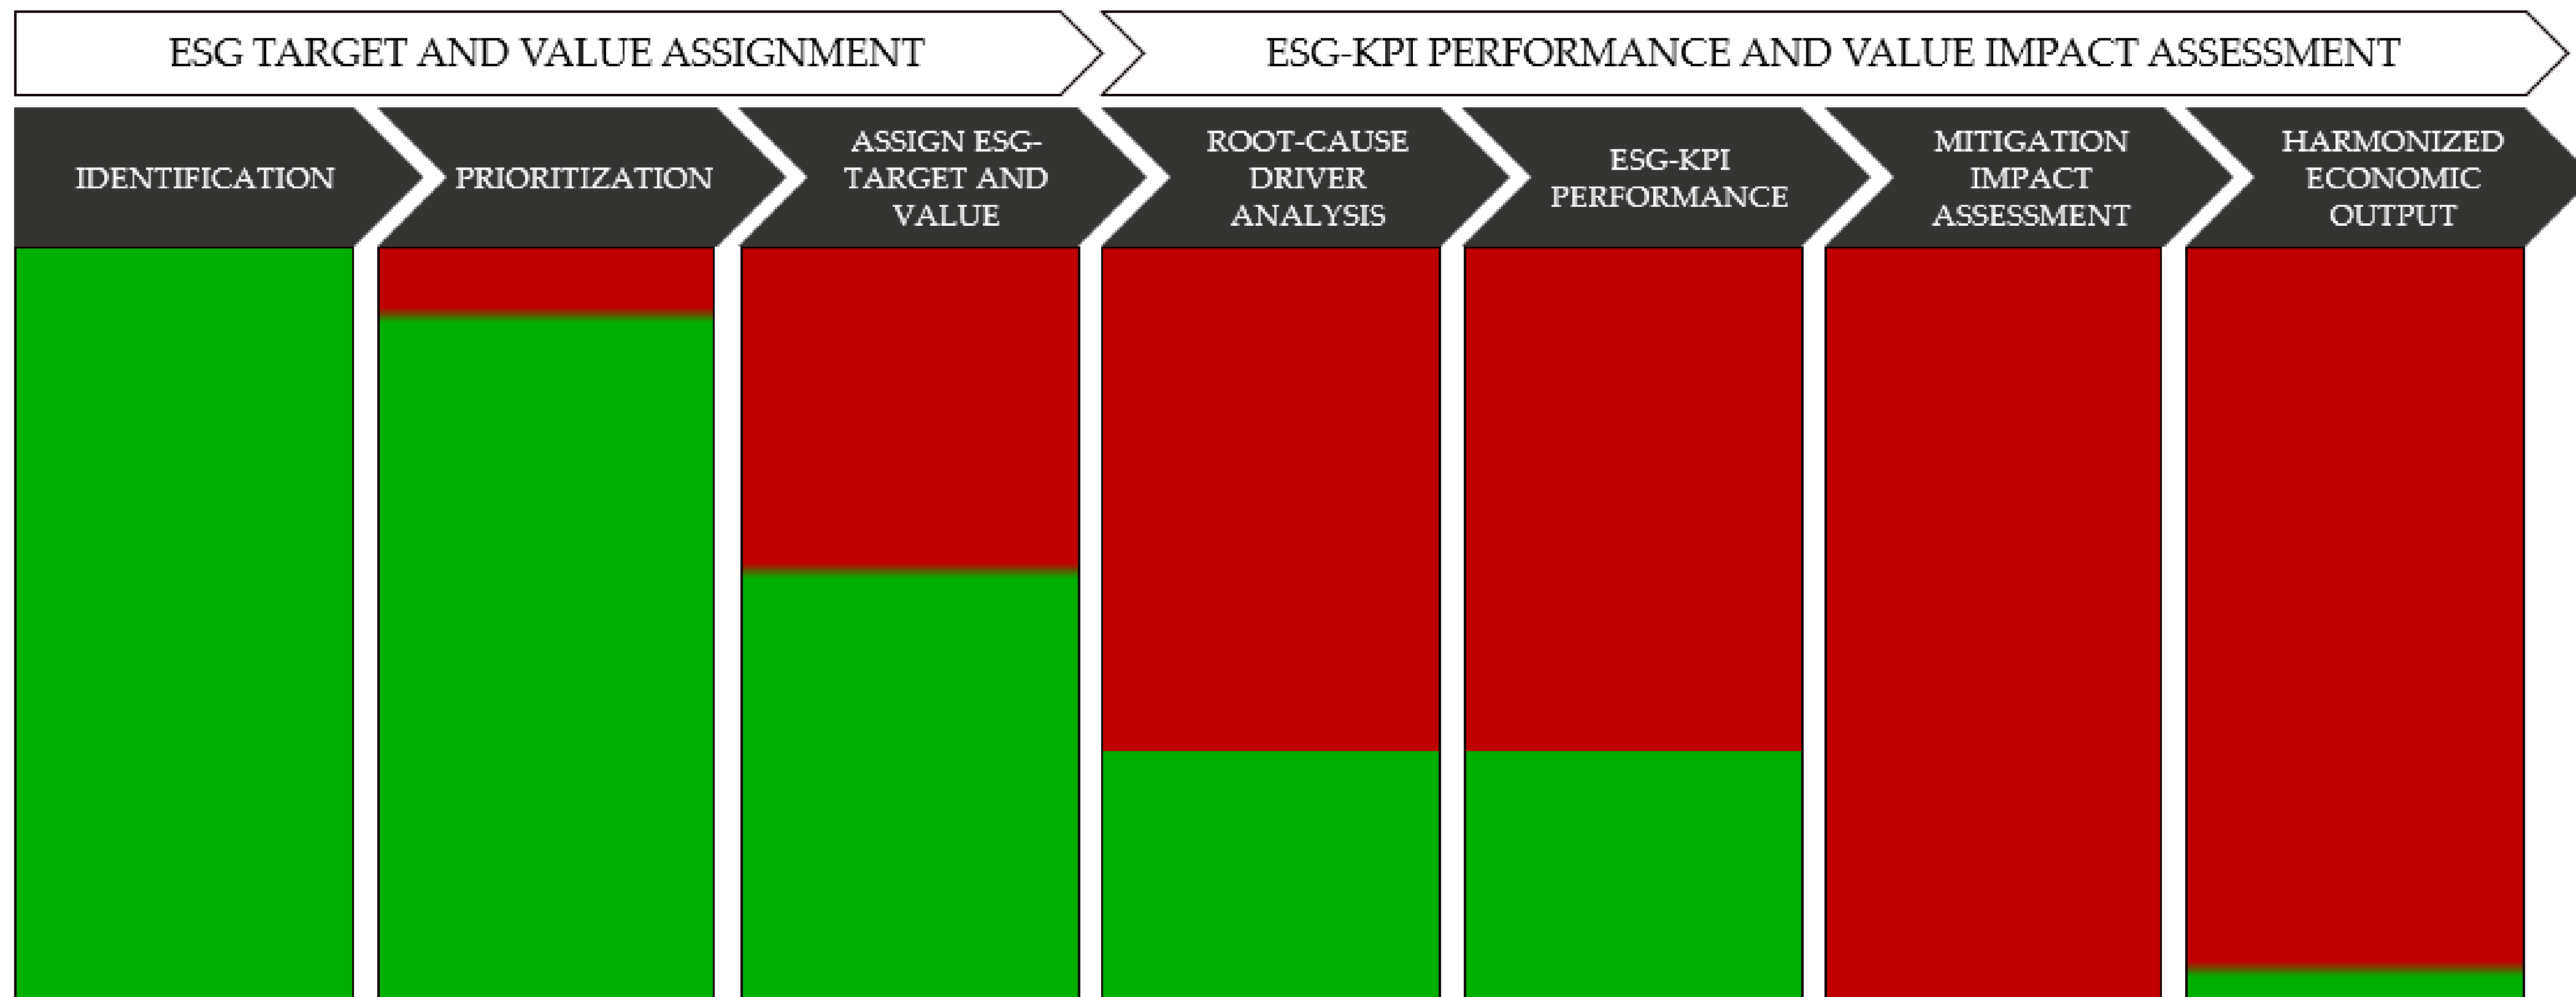 ESG TARGET AND VALUE ASSIGNMENT
ESG-KPI PERFORMANCE AND VALUE IMPACT ASSESSMENT
IDENTIFICATION
PRIORITIZATION
ASSIGN ESG-
TARGET AND
VALUE
ROOT-CAUSE
DRIVER
ANALYSIS
ESG-KPI
PERFORMANCE
MITIGATION
IMPACT
ASSESSMENT
HARMONIZED
ECONOMIC
OUTPUT